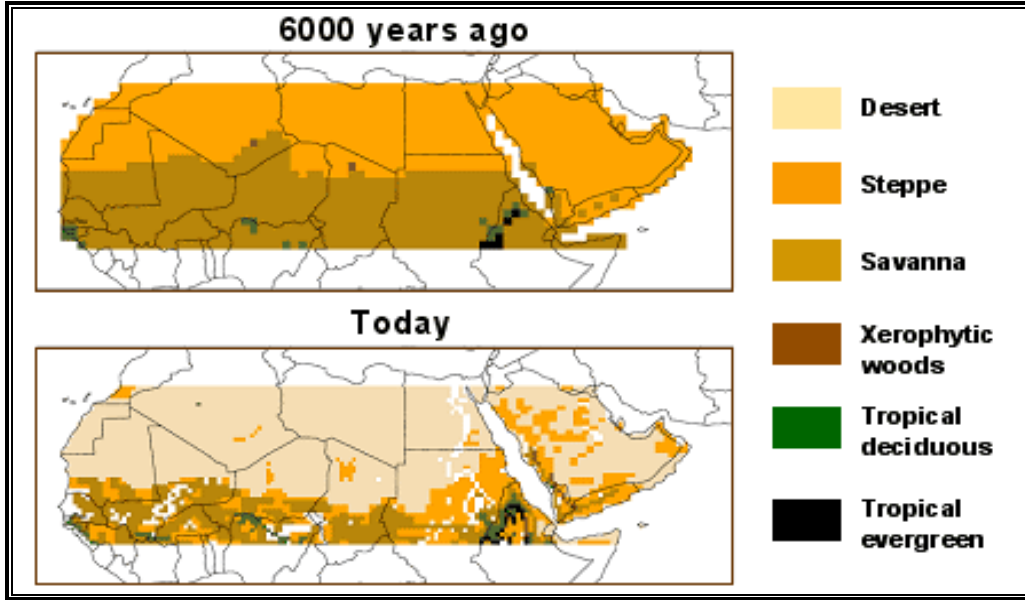 6000 years ago
Desert
Steppe
Savanna
Xerophytic
woods
Today
Tropical
deciduous
Tropical
evergreen